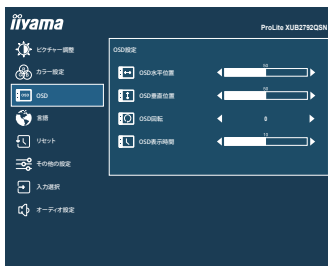 iiyama
ProLite XUB2792QSN
ピクチャー調整
カラー設定
OSD
OSD
言語
リセット
その他の設定
入力選択
オーディオ設定
OSD設定
OSD水平位置
50
OSD垂直位置
50
OSD回転
0
OSD表示時間
10